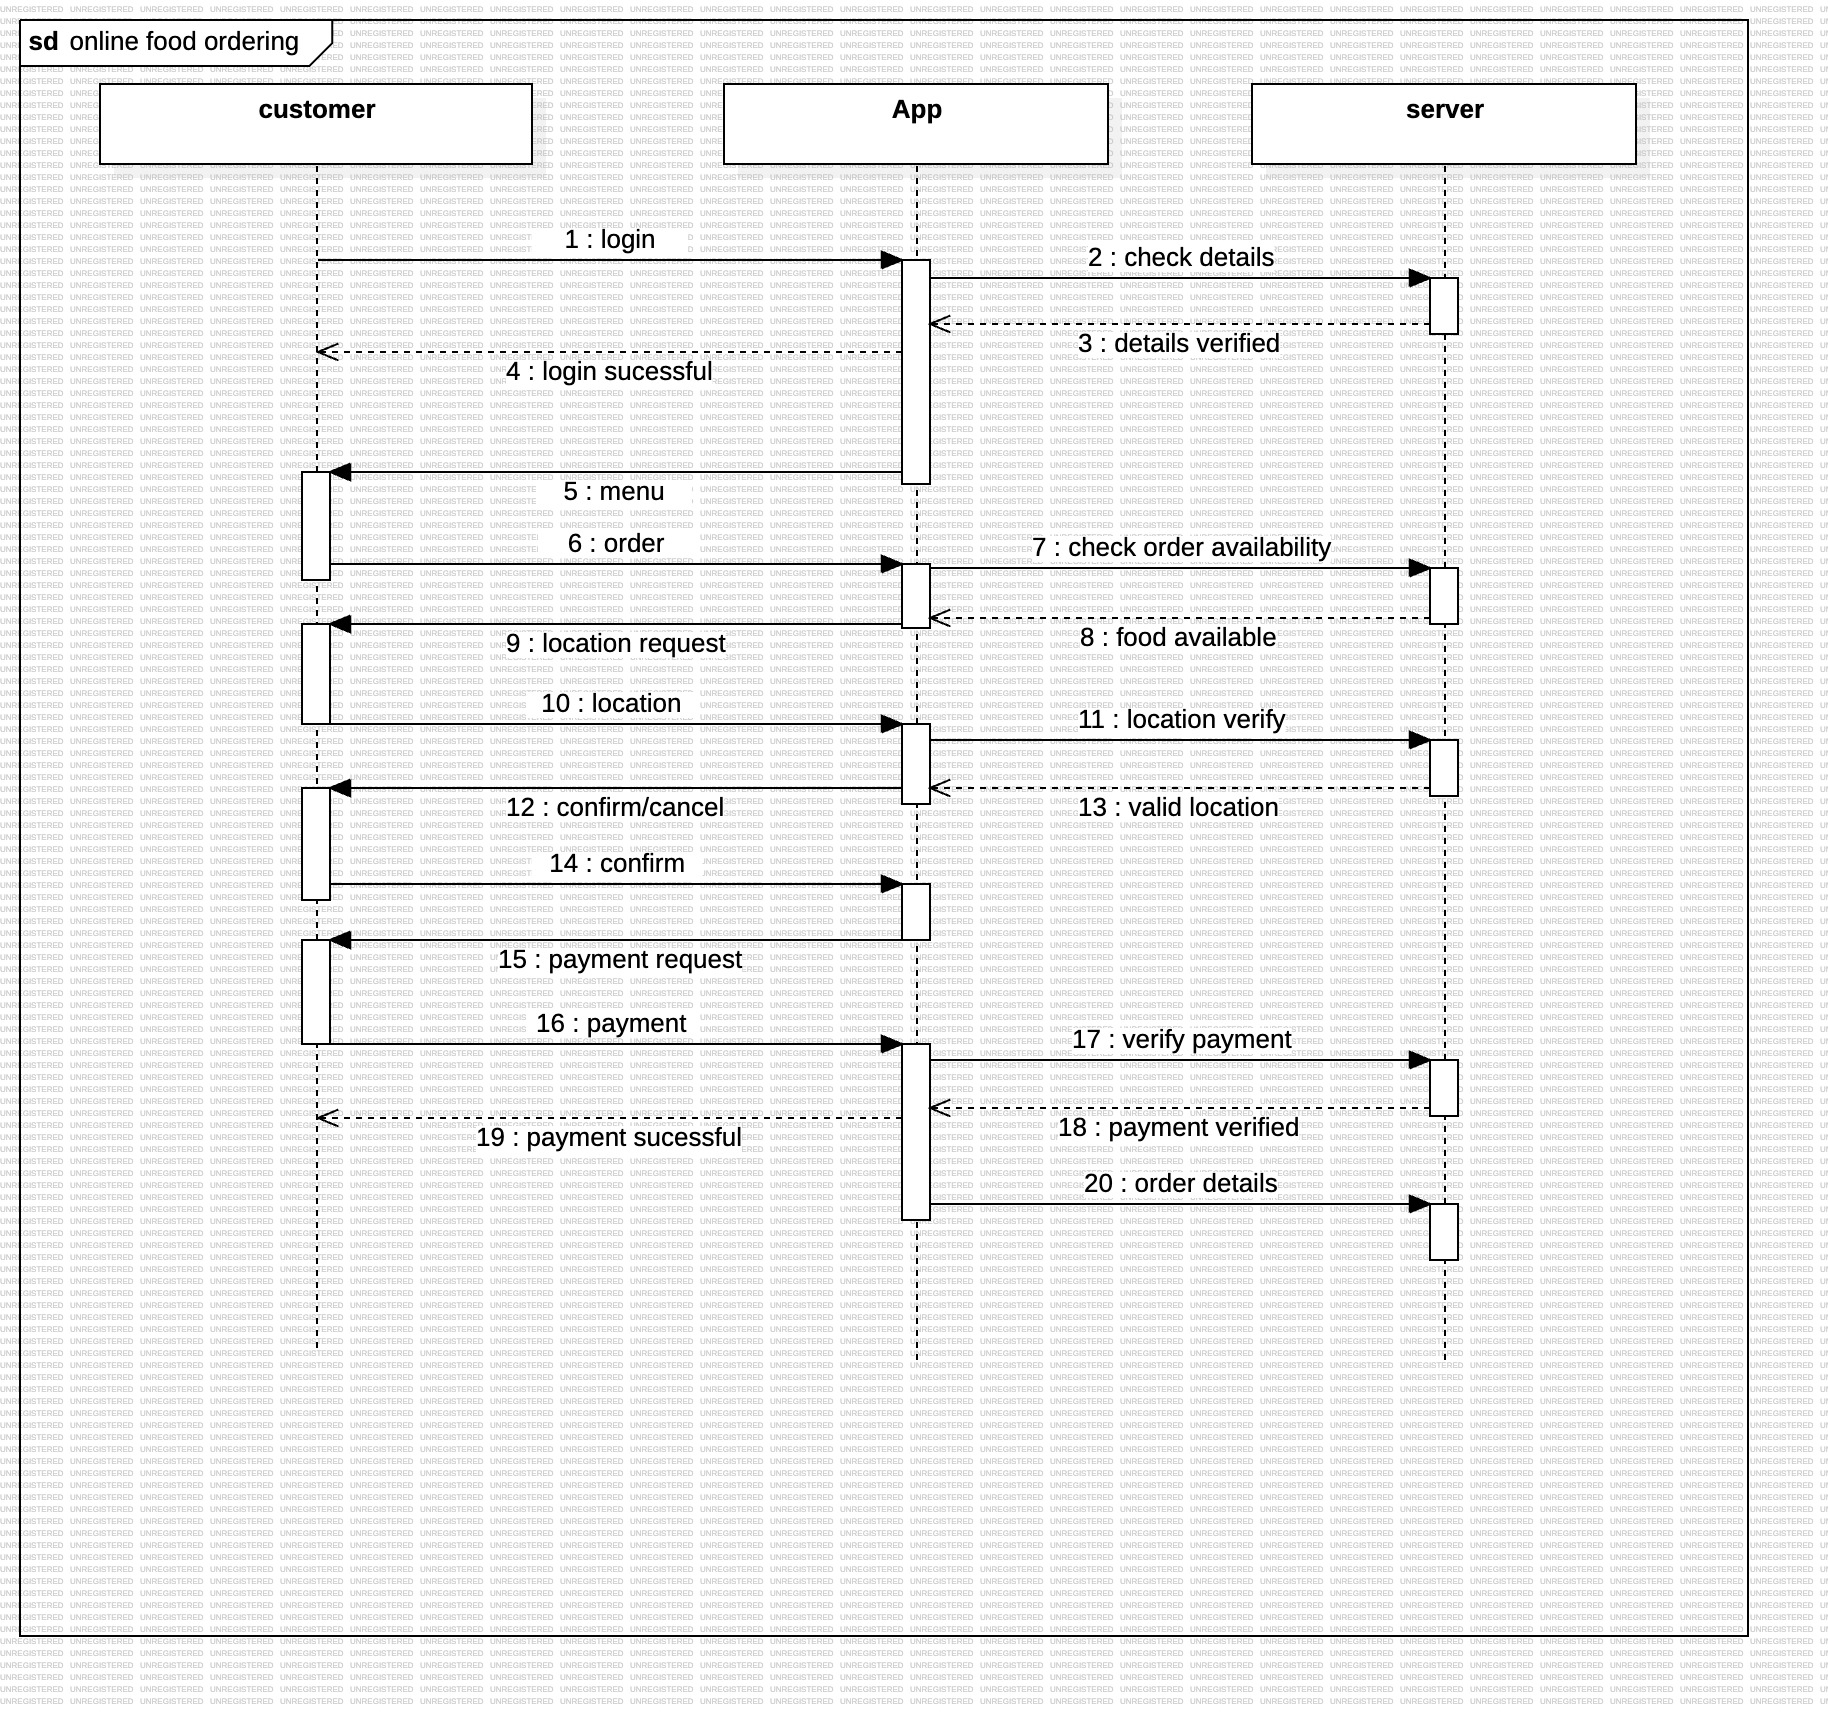 sd online food ordering
customer
App
server
1 : login
2 : check details
3 : details verified
4 : login sucessful
5 : menu
6 : order
7 : check order availability
8 : food available
9 : location request
10 : location
11 : location verify
12 : confirm/cancel
13 : valid location
14 : confirm
15 : payment request
16 : payment
17 : verify payment
18 : payment verified
19 : payment sucessful
20 : order details
UNREGISTERED